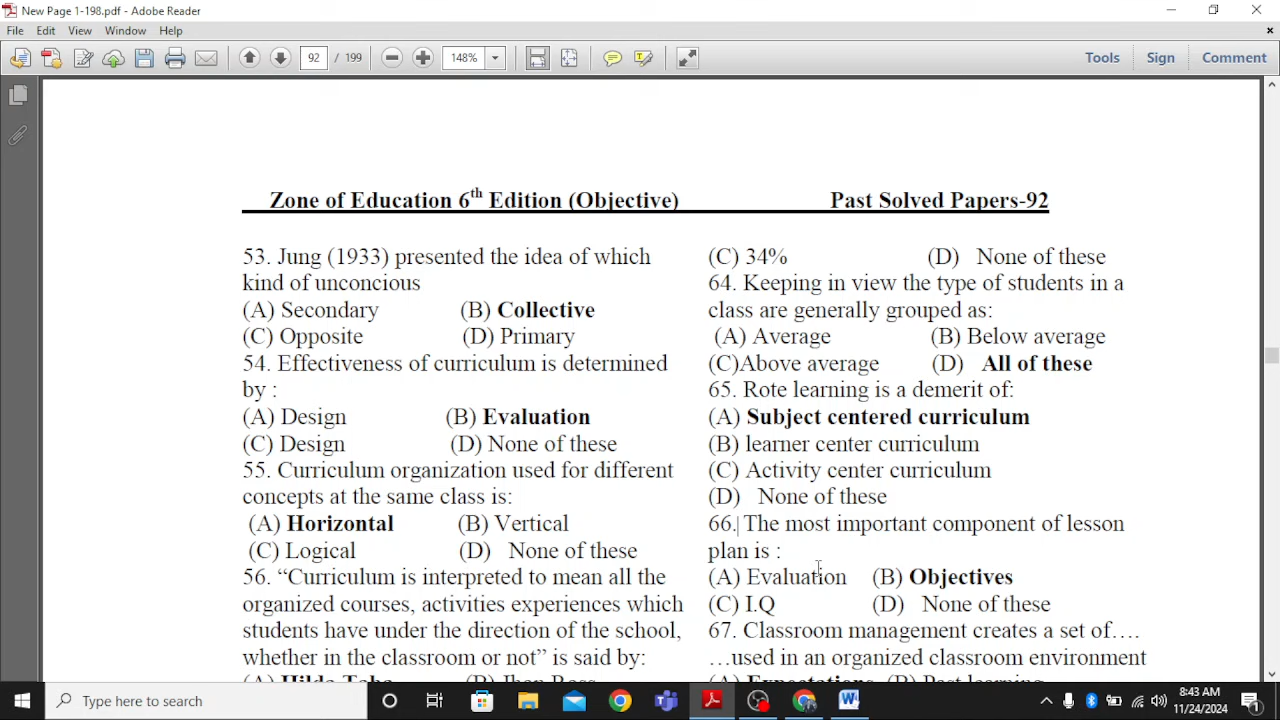 New Page 1-198.pdf - Adobe Reader
File Edit View Window Help
92 / 199 148% Tools Sign Comment
Zone of Education 6th Edition (Objective) Past Solved Papers-92
53. Jung (1933) presented the idea of which
kind of unconcious
(A) Secondary (B) Collective
(C) Opposite (D) Primary
54. Effectiveness of curriculum is determined
by :
(A) Design (B) Evaluation
(C) Design (D) None of these
55. Curriculum organization used for different
concepts at the same class is:
(A) Horizontal (B) Vertical
(C) Logical (D) None of these
56. “Curriculum is interpreted to mean all the
organized courses, activities experiences which
students have under the direction of the school,
whether in the classroom or not” is said by:
(C) 34% (D) None of these
64. Keeping in view the type of students in a
class are generally grouped as:
(A) Average (B) Below average
(C)Above average (D) All of these
65. Rote learning is a demerit of:
(A) Subject centered curriculum
(B) learner center curriculum
(C) Activity center curriculum
(D) None of these
66. The most important component of lesson
plan is :
(A) Evaluation (B) Objectives
(C) I.Q (D) None of these
67. Classroom management creates a set of….
…used in an organized classroom environment
(A) Expectations (B) Past learning
Type here to search
8:43 AM
11/24/2024